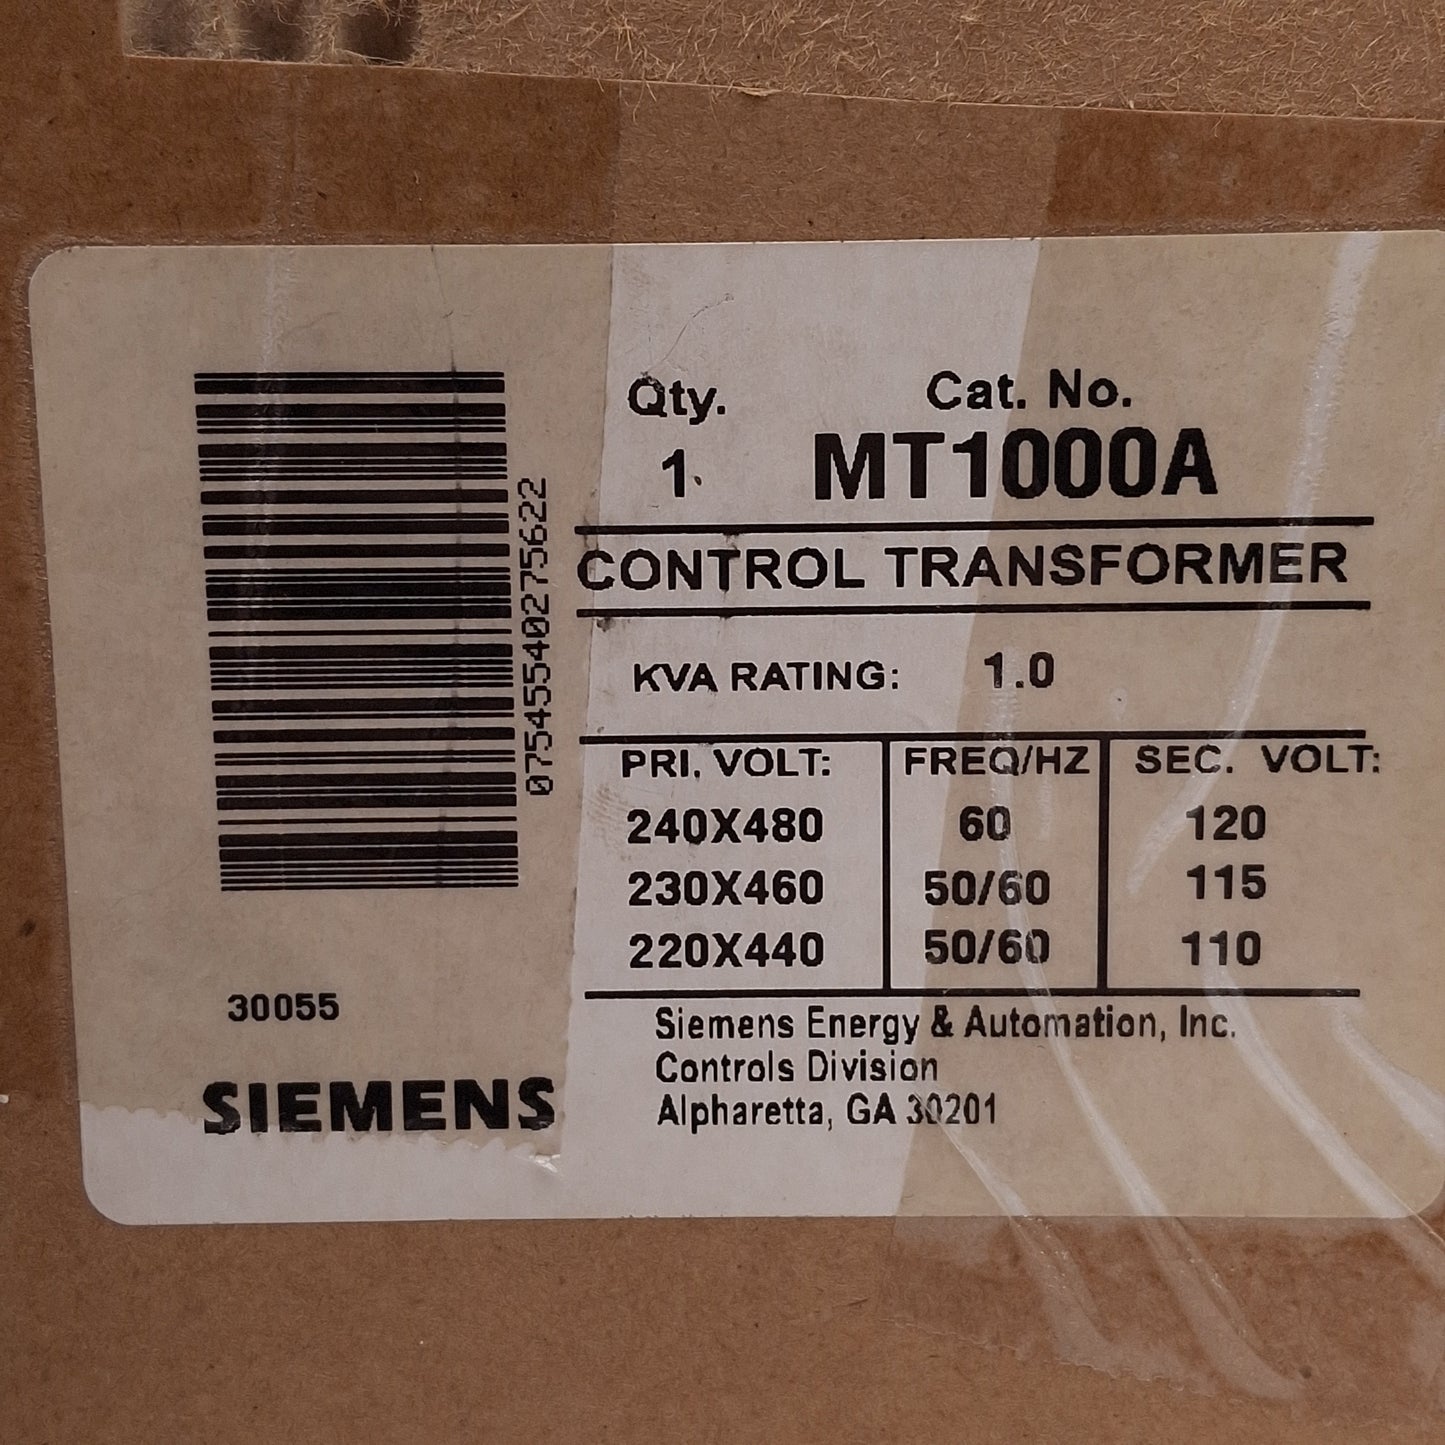 Qty. Cat. No.
1 MT1000A
CONTROL TRANSFORMER
KVA RATING: 1.0
PRI. VOLT: FREQ/HZ SEC. VOLT:
240X480 60 120
230X460 50/60 115
220X440 50/60 110
Siemens Energy & Automation, Inc.
Controls Division
Alpharetta, GA 30201
07545540275622
30055
SIEMENS